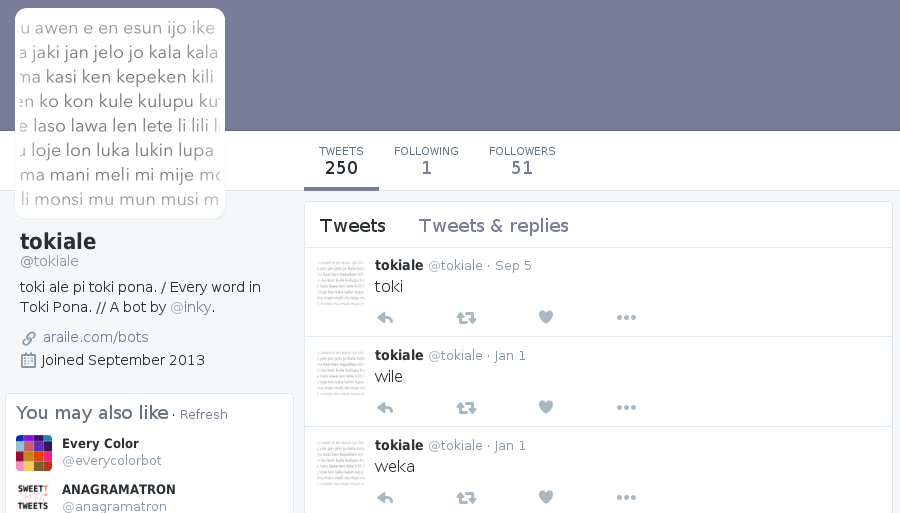 u awen e en esun ijo ike
a jaki jan jelo jo kala kala
ma kasi ken kepeken kili
en ko kon kule kulupu ku
e laso lawa len lete li lili li
u loje lon luka lukin lupa
ma mani meli mi mije mo
li monsi mu mun musi m
tokiale
@tokiale
toki ale pi toki pona. / Every word in
Toki Pona. // A bot by @inky.
araile.com/bots
Joined September 2013
You may also like · Refresh
Every Color
@everycolorbot
SWEET
TWEETS
ANAGRAMATRON
@anagramatron
TWEETS FOLLOWING FOLLOWERS
250 1 51
Tweets Tweets & replies
tokiale @tokiale · Sep 5
toki
tokiale @tokiale · Jan 1
wile
tokiale @tokiale · Jan 1
weka